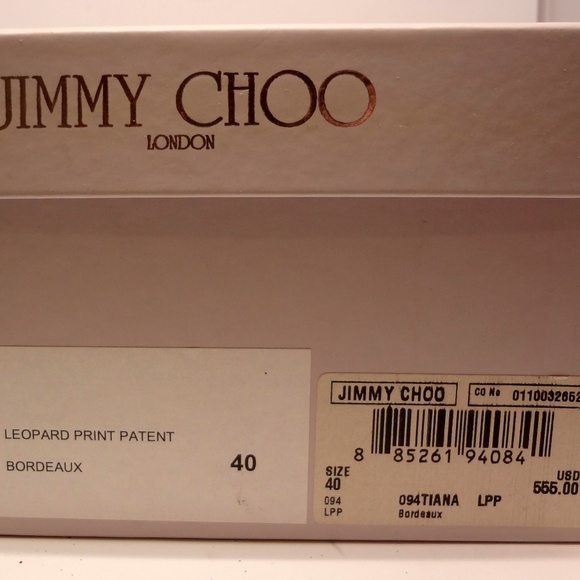 JIMMY CHOO
LONDON
LEOPARD PRINT PATENT
BORDEAUX
40
JIMMY CHOO
CO No 0110032652
8 85261 94084
SIZE
40
USD
555.00
094 094TIANA LPP
LPP Bordeaux